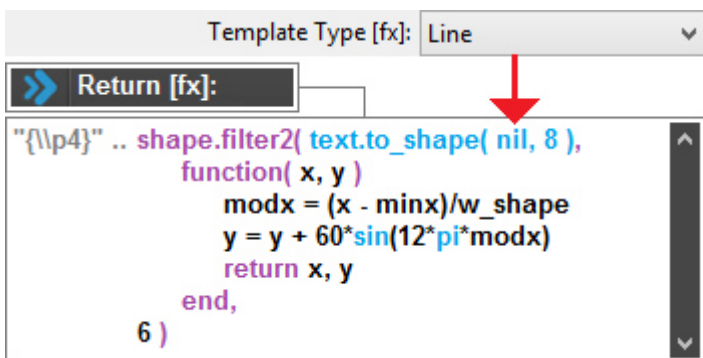 Template Type [fx]: Line
Return [fx]:
"{\\p4}" .. shape.filter2( text.to_shape( nil, 8 ),
function( x, y )
modx = (x - minx)/w_shape
y = y + 60*sin(12*pi*modx)
return x, y
end,
6 )